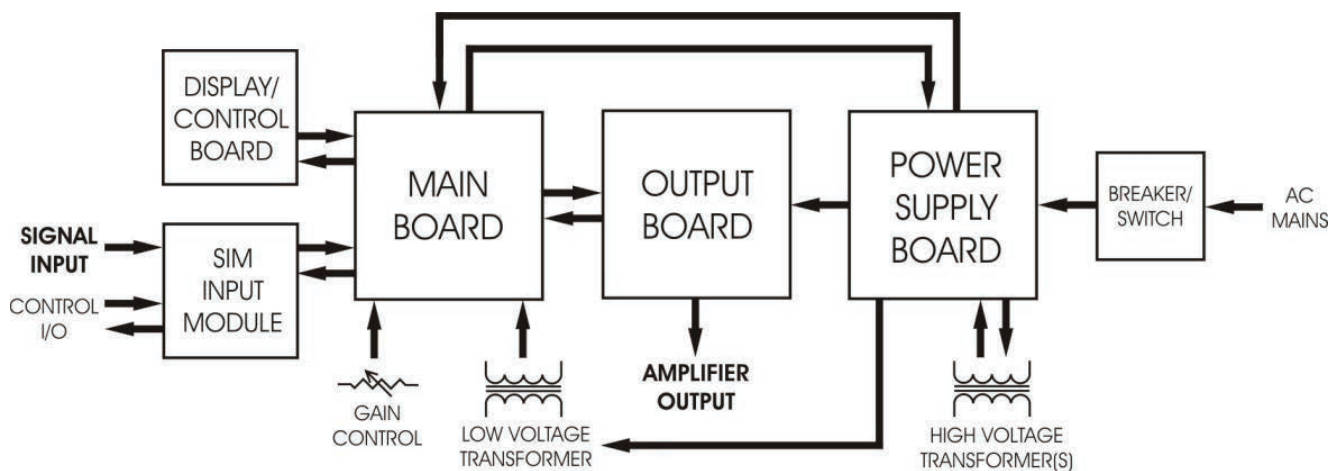 DISPLAY/
CONTROL
BOARD
SIGNAL
INPUT
CONTROL
I/O
SIM
INPUT
MODULE
MAIN
BOARD
GAIN
CONTROL
LOW VOLTAGE
TRANSFORMER
OUTPUT
BOARD
AMPLIFIER
OUTPUT
POWER
SUPPLY
BOARD
HIGH VOLTAGE
TRANSFORMER(S)
BREAKER/
SWITCH
AC
MAINS